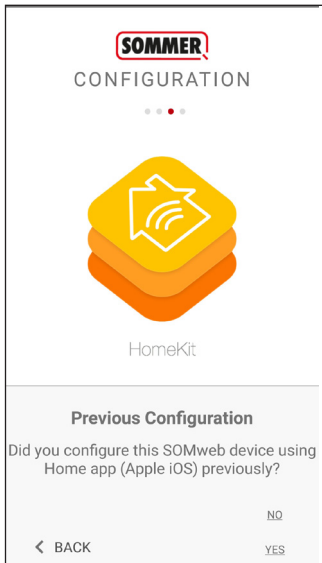 SOMMER
CONFIGURATION
HomeKit
Previous Configuration
Did you configure this SOMweb device using
Home app (Apple iOS) previously?
NO
BACK
YES